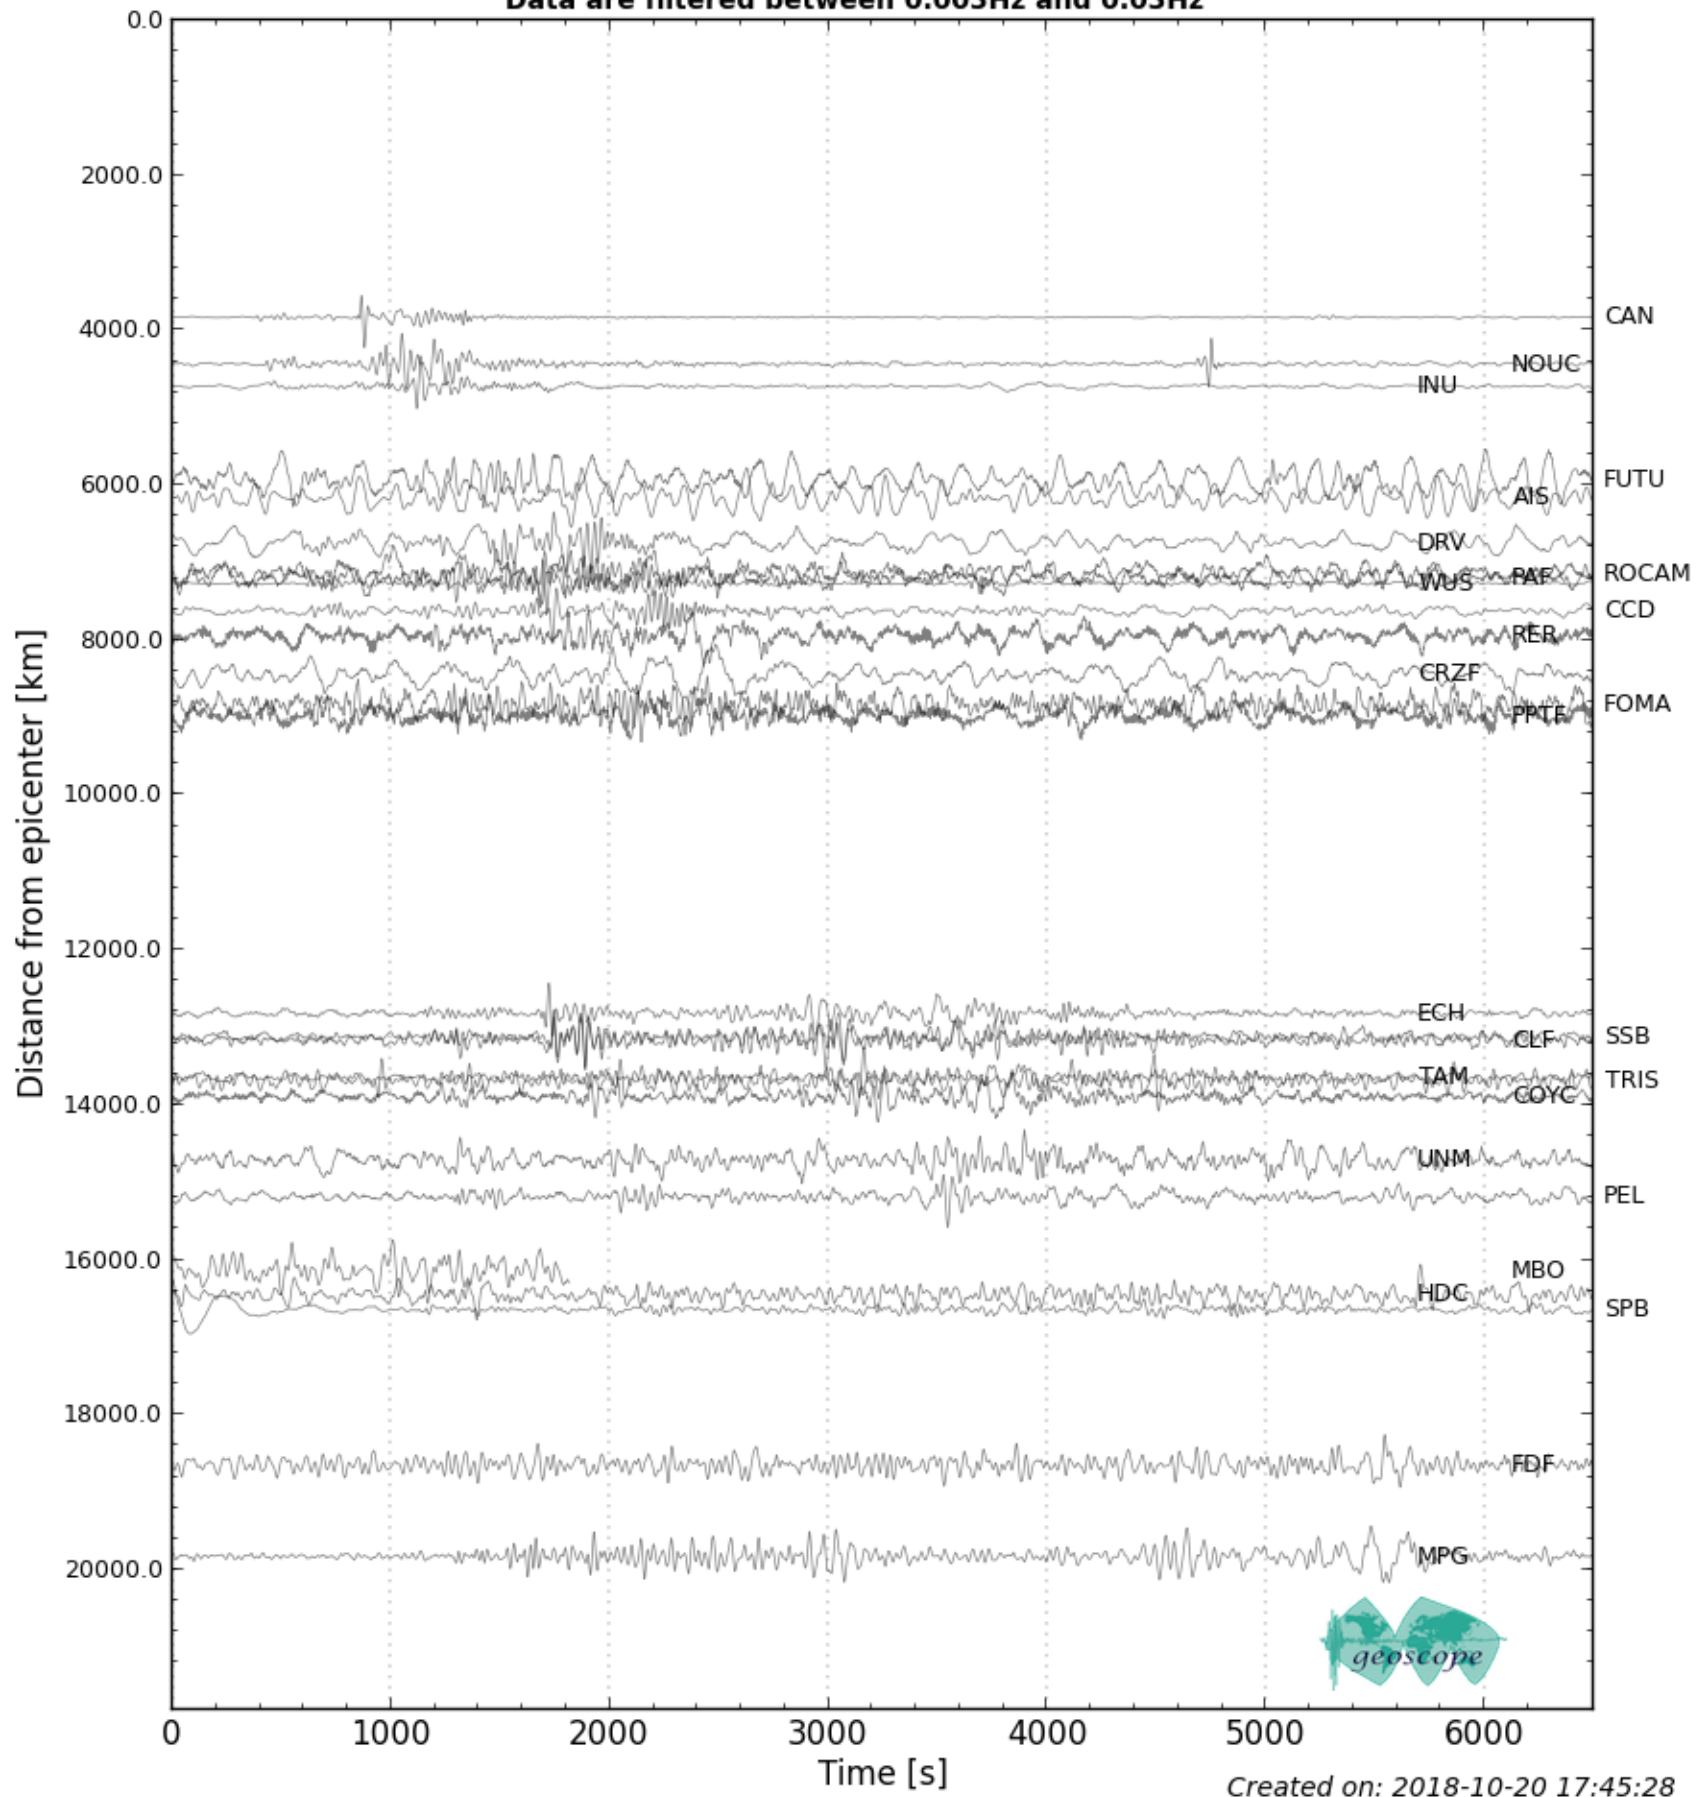 Data are filtered between 0.005Hz and 0.05Hz
0.0
2000.0
4000.0
6000.0
8000.0
10000.0
12000.0
14000.0
16000.0
18000.0
20000.0
Distance from epicenter [km]
CAN
NOUC
INU
FUTU
AIS
DRV
ROCAM
PAF
WUS
CCD
RER
CRZF
FOMA
PPTF
ECH
SSB
CLF
TAM
TRIS
COYC
UNM
PEL
MBO
HDC
SPB
FDF
MPG
geoscope
0 1000 2000 3000 4000 5000 6000
Time [s]
Created on: 2018-10-20 17:45:28